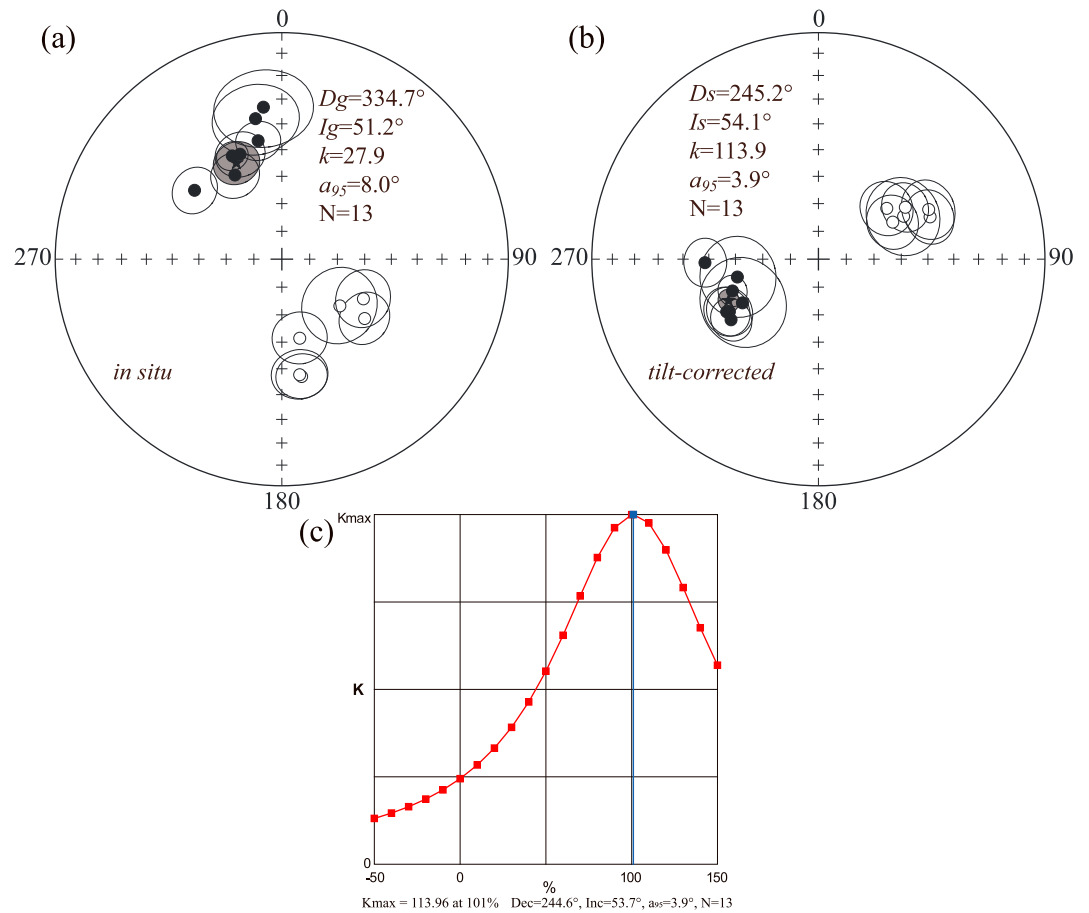 (a)
0
Dg=334.7°
Ig=51.2°
k=27.9
a95=8.0°
N=13
270
90
in situ
180
(b)
0
Ds=245.2°
Is=54.1°
k=113.9
a95=3.9°
N=13
270
90
tilt-corrected
180
(c)
Kmax
K
0
-50
0
100
150
%
Kmax = 113.96 at 101% Dec=244.6°, Inc=53.7°, a95=3.9°, N=13